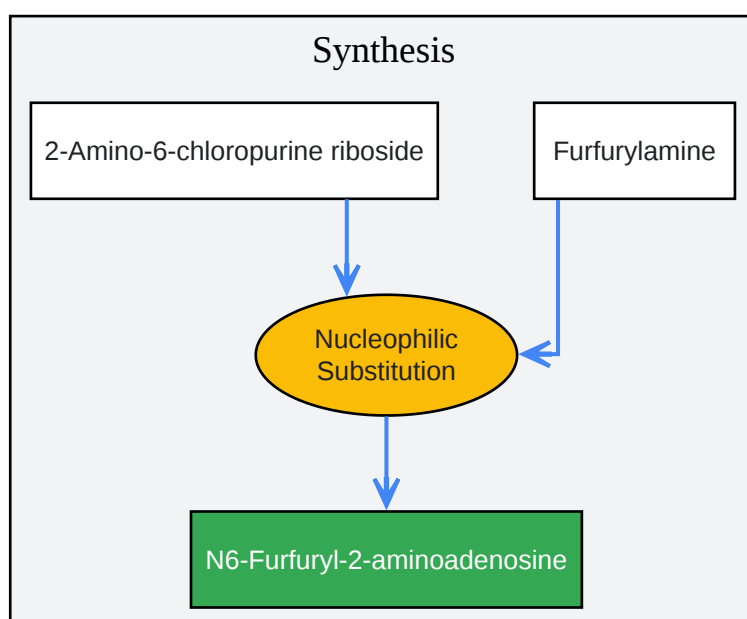 Synthesis
2-Amino-6-chloropurine riboside
Furfurylamine
Nucleophilic
Substitution
N6-Furfuryl-2-aminoadenosine